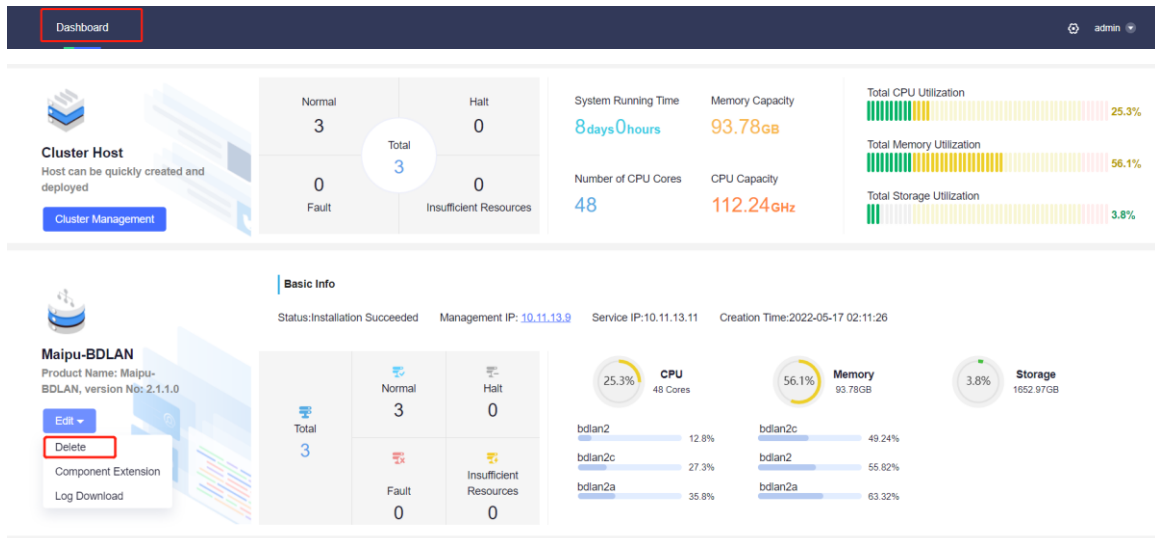 Dashboard
admin
Cluster Host
Host can be quickly created and
deployed
Cluster Management
Normal
3
Halt
0
Total
3
0
Fault
0
Insufficient Resources
System Running Time
8days0hours
Memory Capacity
93.78GB
Number of CPU Cores
48
CPU Capacity
112.24GHz
Total CPU Utilization
25.3%
Total Memory Utilization
56.1%
Total Storage Utilization
3.8%
Maipu-BDLAN
Product Name: Maipu-
BDLAN, version No: 2.1.1.0
Edit
Delete
Component Extension
Log Download
Basic Info
Status:Installation Succeeded Management IP: 10.11.13.9 Service IP:10.11.13.11 Creation Time:2022-05-17 02:11:26
Total
3
Normal
3
Halt
0
Fault
0
Insufficient
Resources
0
25.3%
CPU
48 Cores
bdlan2
12.8%
bdlan2c
27.3%
bdlan2a
35.8%
56.1%
Memory
93.78GB
bdlan2c
49.24%
bdlan2
55.82%
bdlan2a
63.32%
3.8%
Storage
1652.97GB